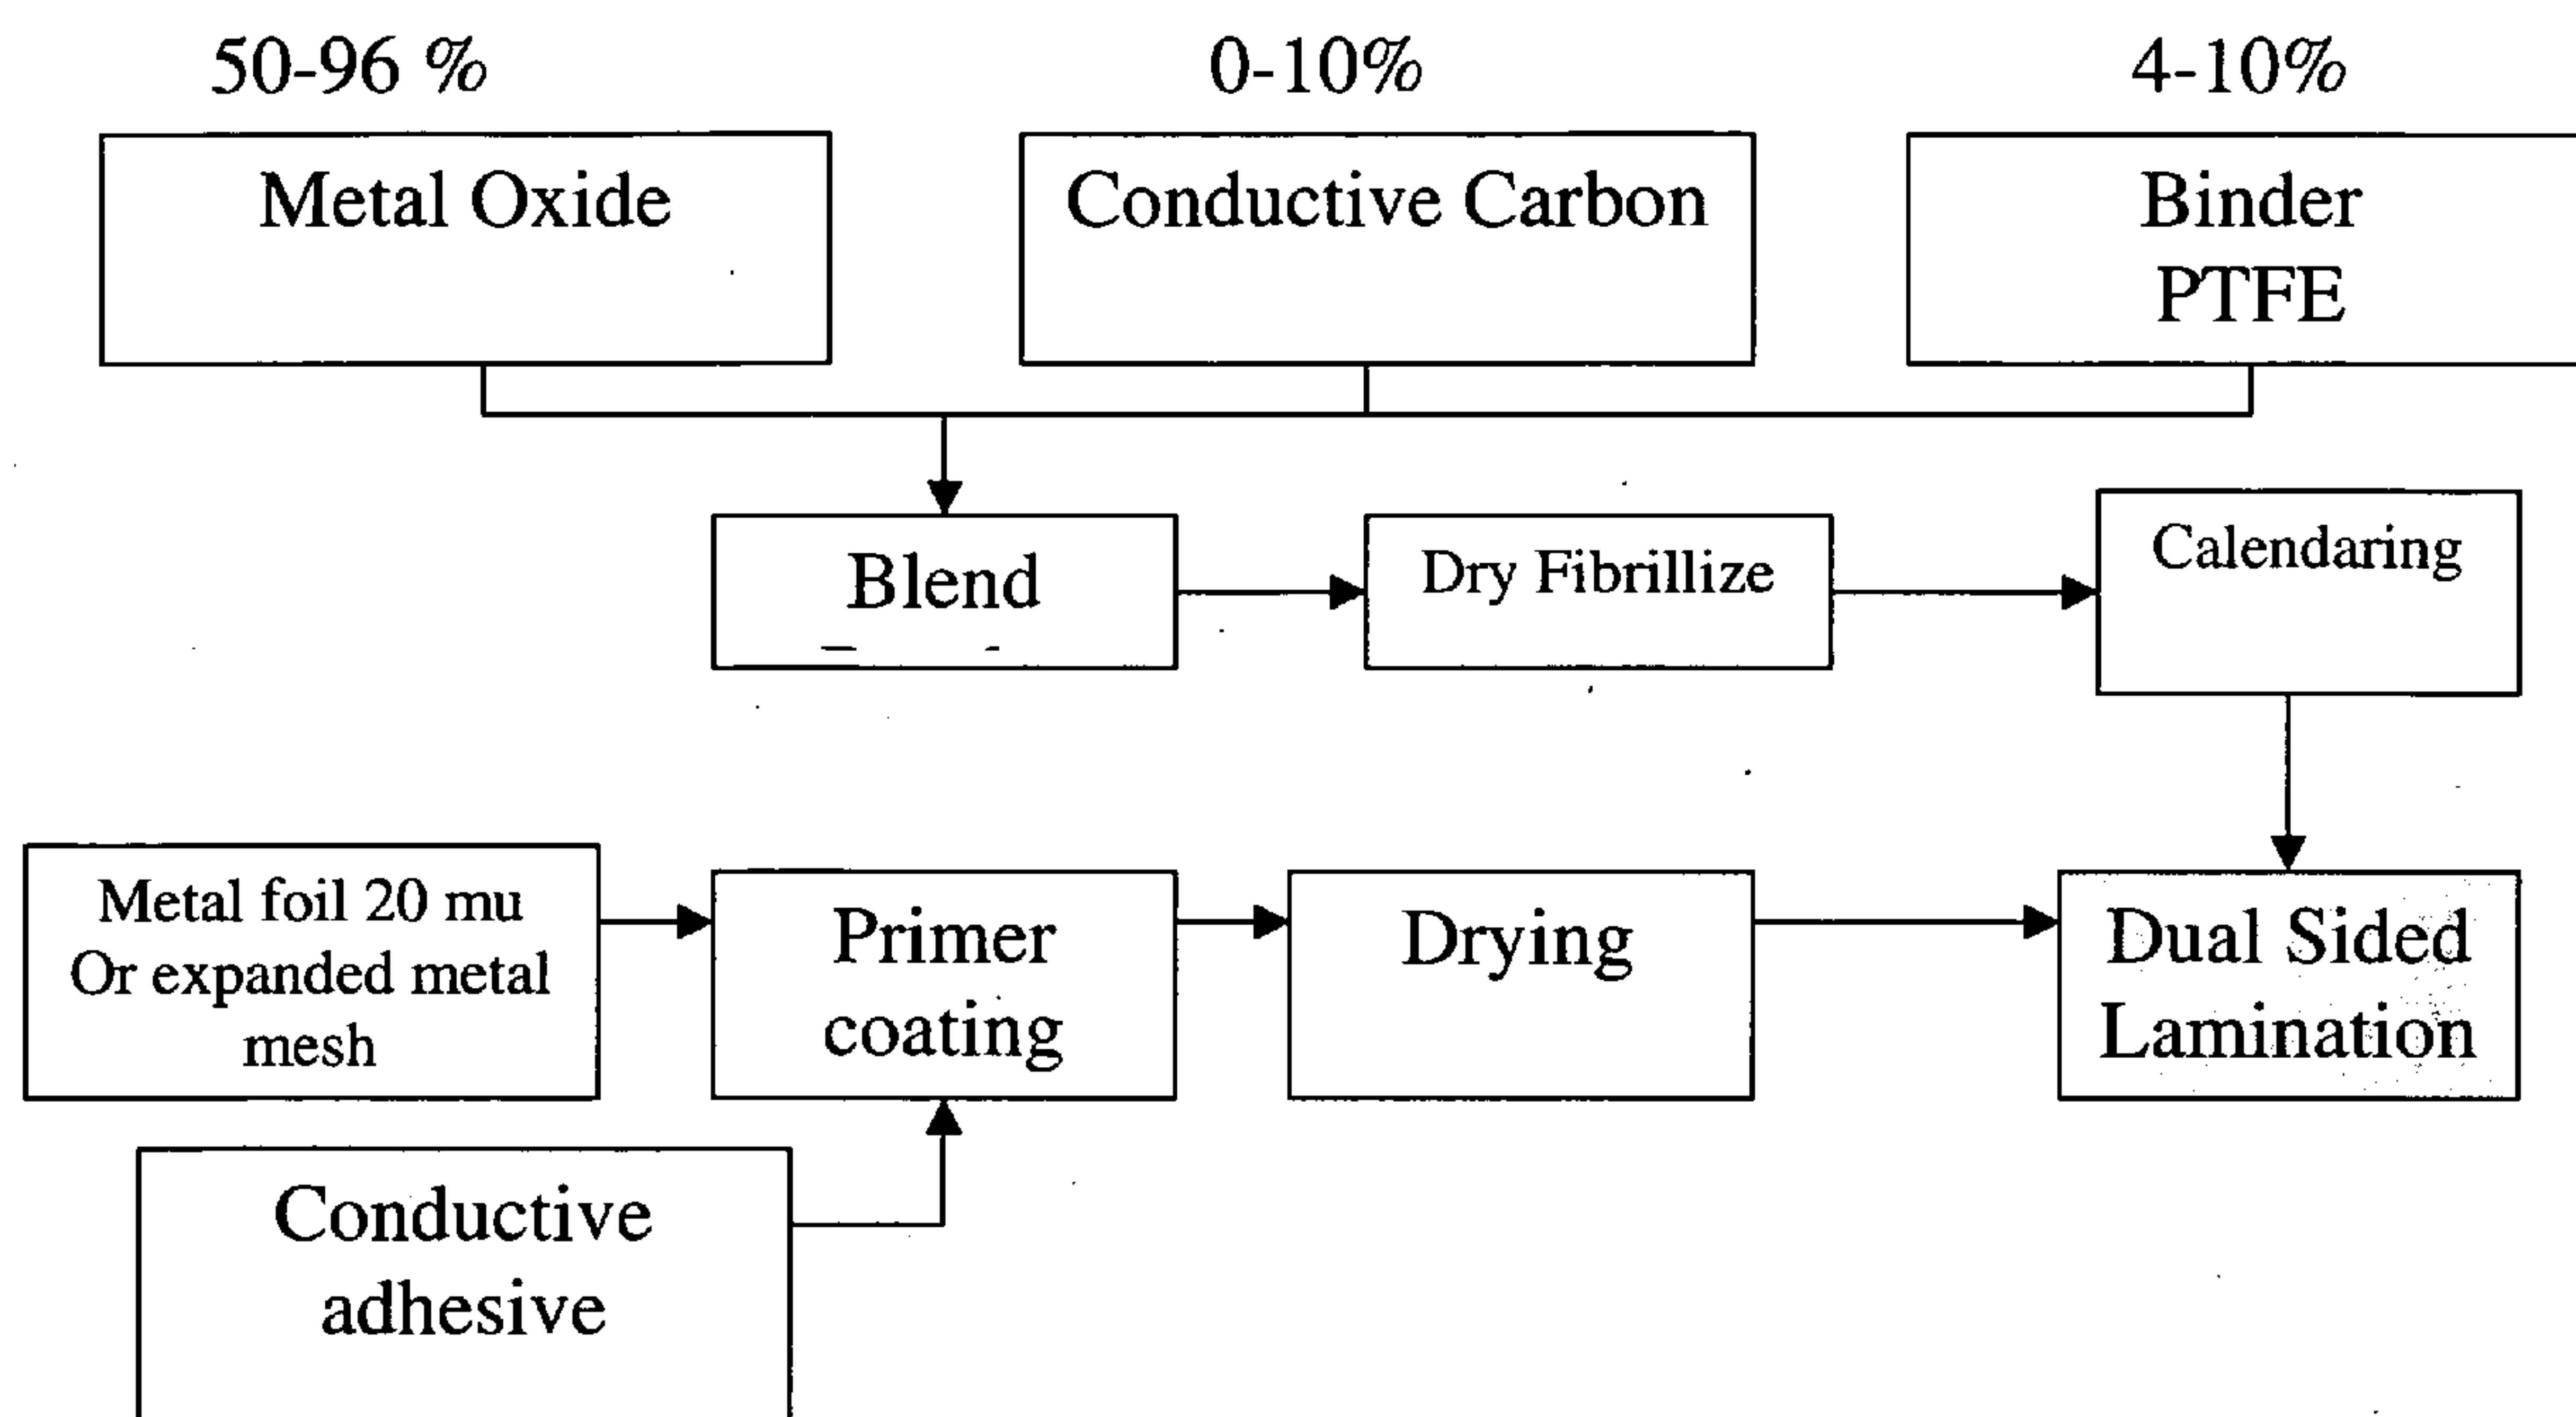 50-96 %
0-10%
4-10%
Metal Oxide
Conductive Carbon
Binder
PTFE
Blend
Dry Fibrillize
Calendaring
Metal foil 20 mu
Or expanded metal
mesh
Primer
coating
Drying
Dual Sided
Lamination
Conductive
adhesive